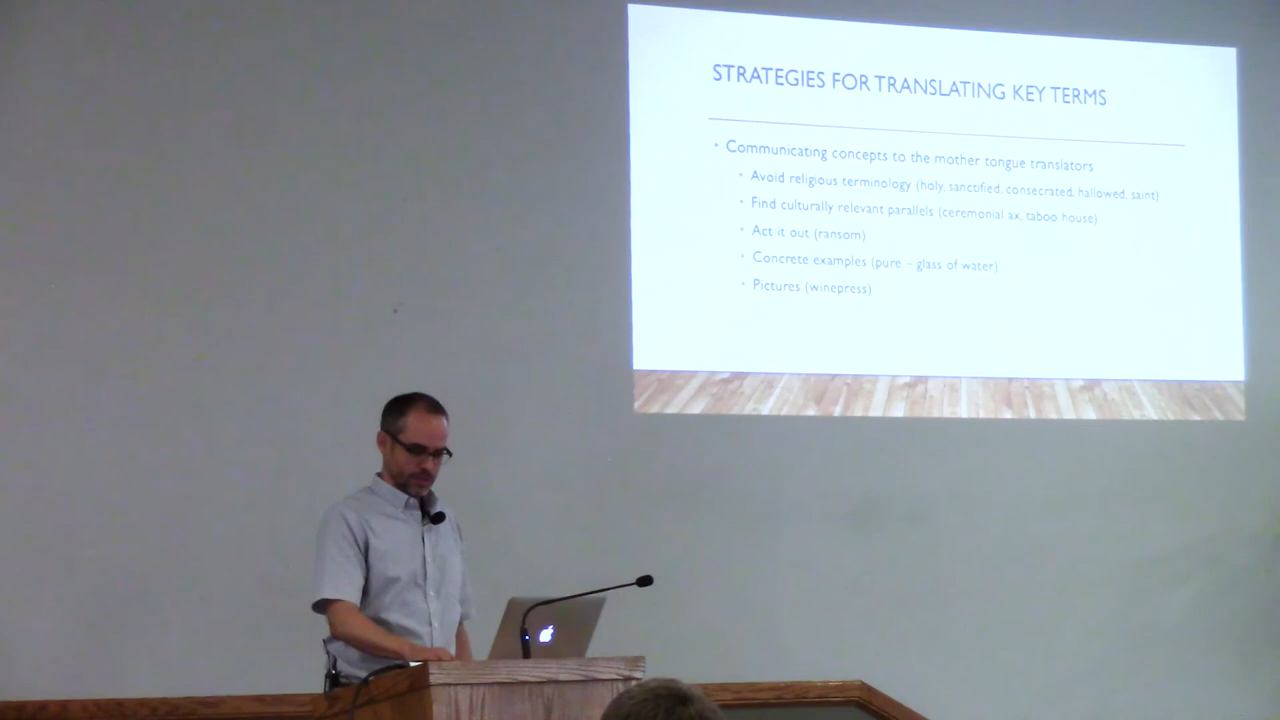 STRATEGIES FOR TRANSLATING KEY TERMS
• Communicating concepts to the mother tongue translators
• Avoid religious terminology (holy, sanctified, consecrated, hallowed, saint)
• Find culturally relevant parallels (ceremonial ax, taboo house)
• Act it out (ransom)
• Concrete examples (pure – glass of water)
• Pictures (winepress)